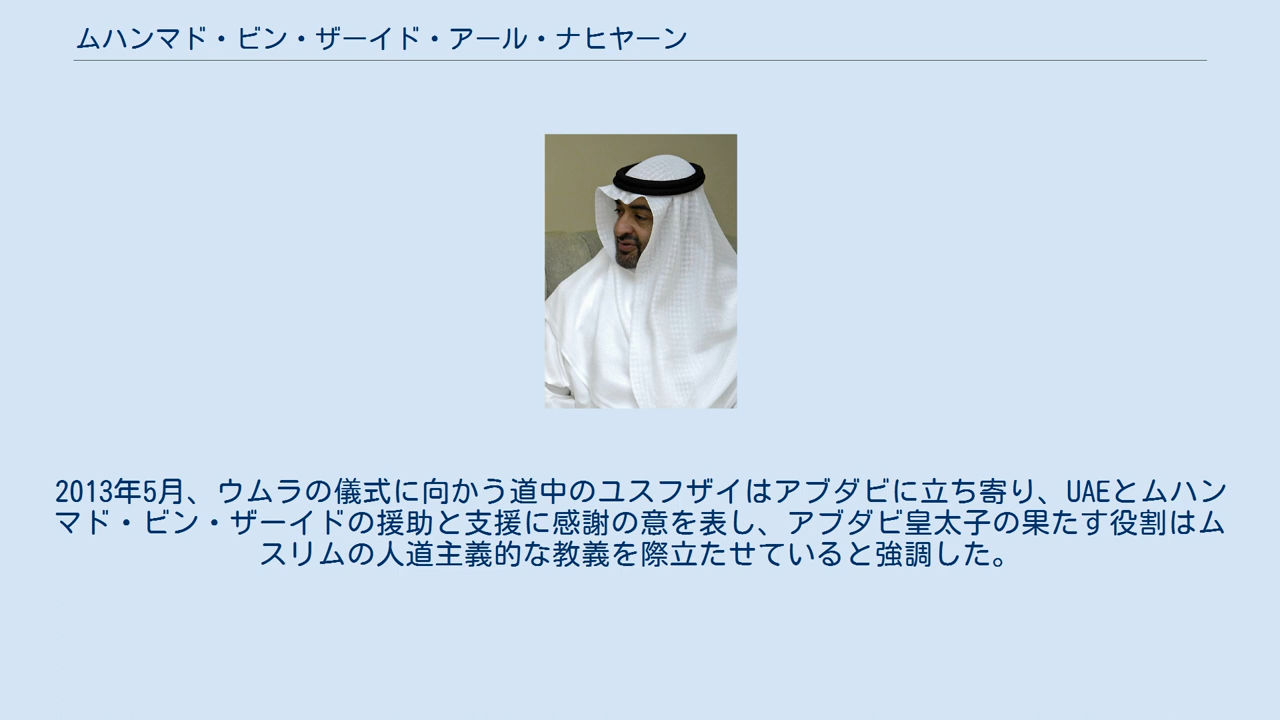 ムハンマド・ビン・ザーイド・アール・ナヒヤーン
2013年5月、ウムラの儀式に向かう道中のユスフザイはアブダビに立ち寄り、UAEとムハン
マド・ビン・ザーイドの援助と支援に感謝の意を表し、アブダビ皇太子の果たす役割はム
スリムの人道主義的な教義を際立たせていると強調した。